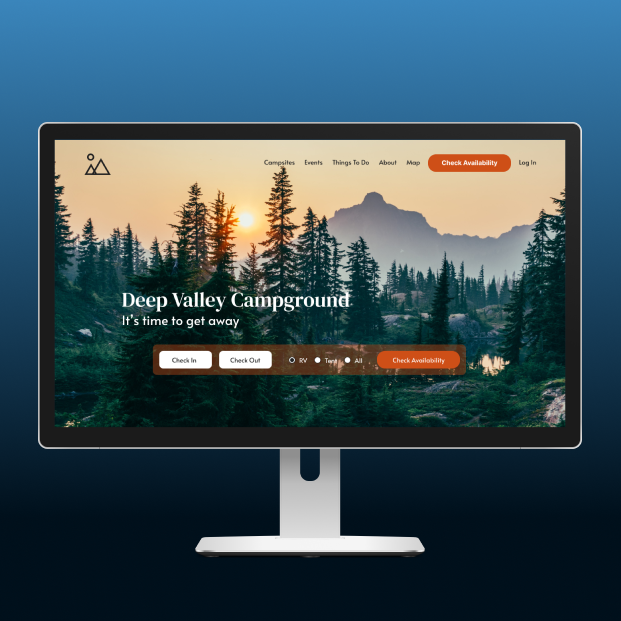 Campsites Events Things To Do About Map Check Availability Log In
Deep Valley Campground
It's time to get away
Check In Check Out RV Tent All Check Availability